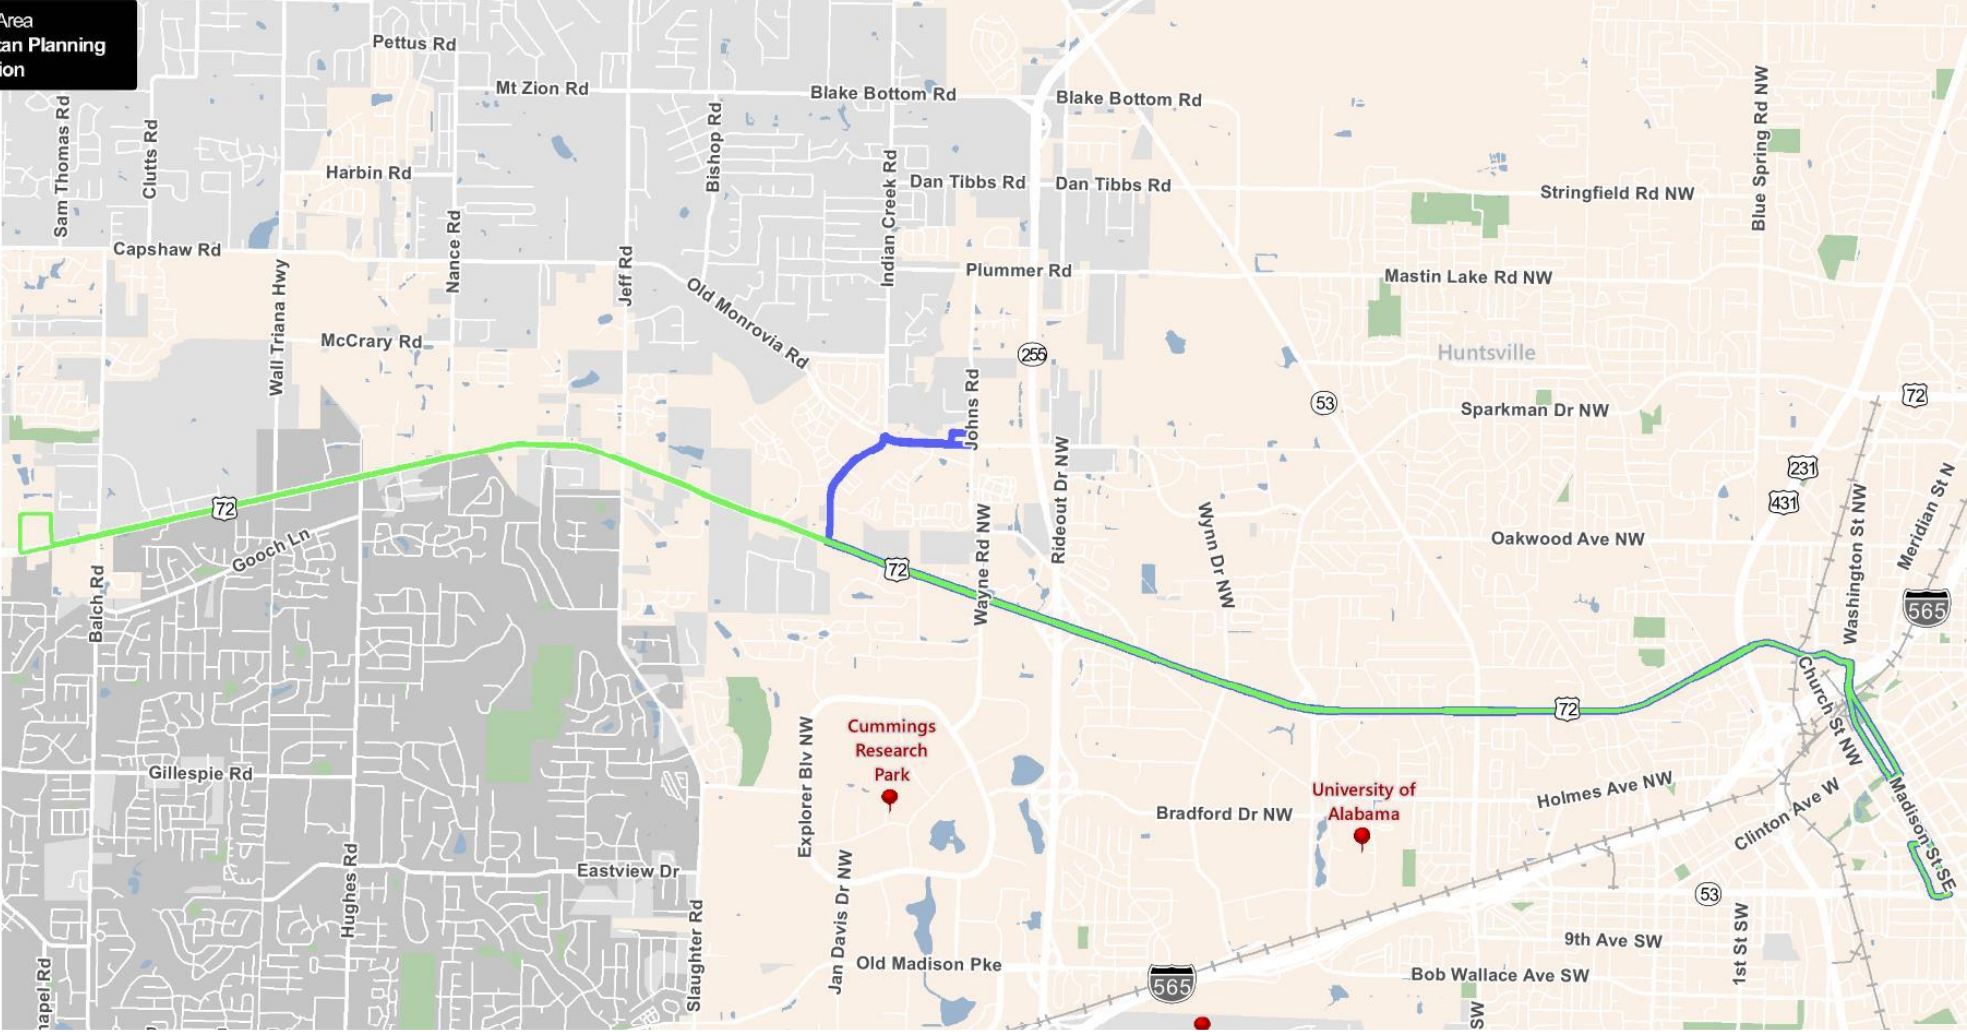 Area
an Planning
ion
Pettus Rd
Mt Zion Rd
Blake Bottom Rd
Blake Bottom Rd
Sam Thomas Rd
Clutts Rd
Bishop Rd
Blue Spring Rd NW
Harbin Rd
Indian Creek Rd
Dan Tibbs Rd
Dan Tibbs Rd
Stringfield Rd NW
Nance Rd
Capshaw Rd
Wall Triana Hwy
Jeff Rd
Plummer Rd
Mastin Lake Rd NW
Old Monrovia Rd
McCrary Rd
255
Huntsville
Johns Rd
53
Sparkman Dr NW
72
Rideout Dr NW
231
431
Washington St NW
Meridian St N
72
Gooch Ln
Wayne Rd NW
Wynn Dr NW
Oakwood Ave NW
72
Balch Rd
565
Church St NW
72
Cummings
Research
Park
Explorer Blv NW
Gillespie Rd
University of
Alabama
Bradford Dr NW
Holmes Ave NW
Clinton Ave W
Madison St SE
Hughes Rd
Eastview Dr
Jan Davis Dr NW
Slaughter Rd
53
9th Ave SW
1st St SW
Old Madison Pke
565
Bob Wallace Ave SW
hapel Rd
SW